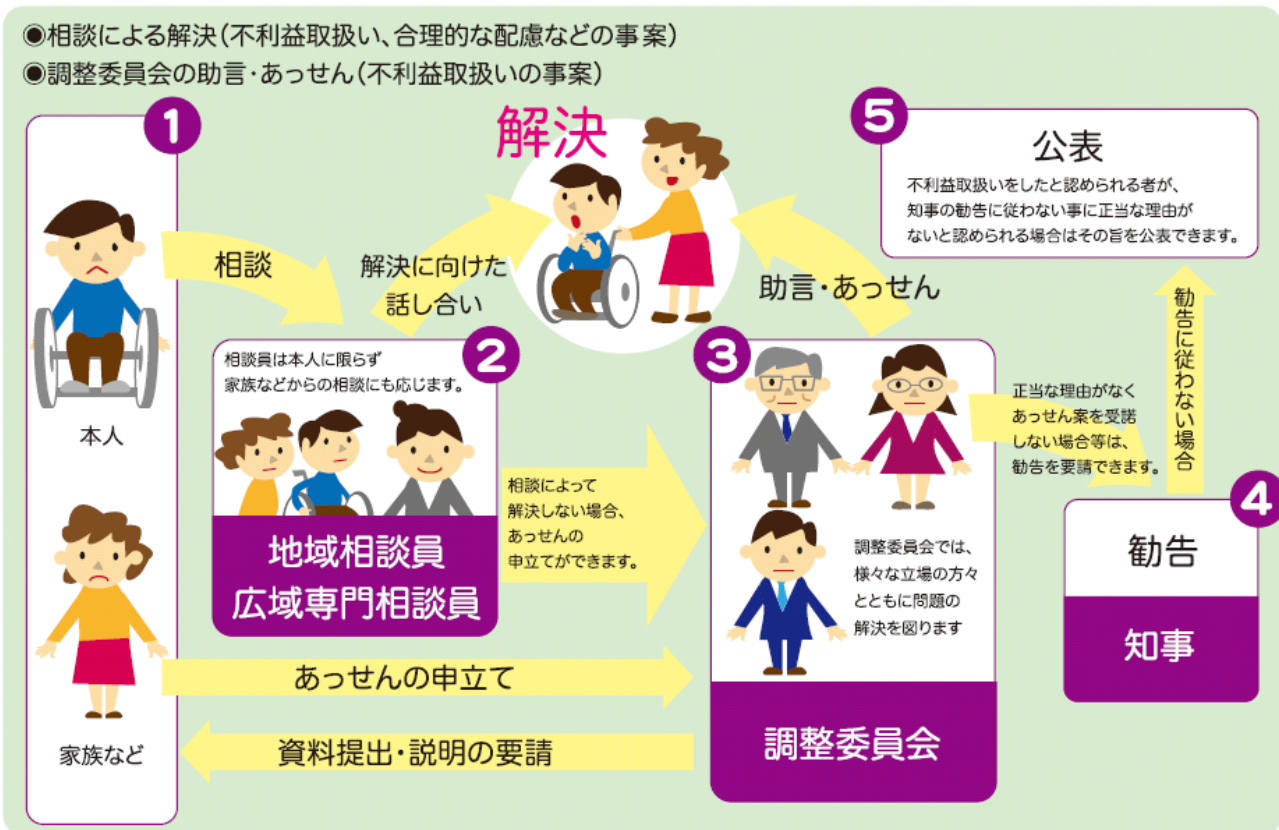 ◉相談による解決(不利益取扱い、合理的な配慮などの事案)
◉調整委員会の助言・あっせん(不利益取扱いの事案)
1
本人
家族など
相談
2
相談員は本人に限らず
家族などからの相談にも応じます。
地域相談員
広域専門相談員
解決に向けた
話し合い
解決
相談によって
解決しない場合、
あっせんの
申立てができます。
あっせんの申立て
資料提出・説明の要請
3
調整委員会では、
様々な立場の方々
とともに問題の
解決を図ります
調整委員会
助言・あっせん
正当な理由がなく
あっせん案を受諾
しない場合等は、
勧告を要請できます。
4
勧告
知事
勧告に従わない場合
5
公表
不利益取扱いをしたと認められる者が、
知事の勧告に従わない事に正当な理由が
ないと認められる場合はその旨を公表できます。